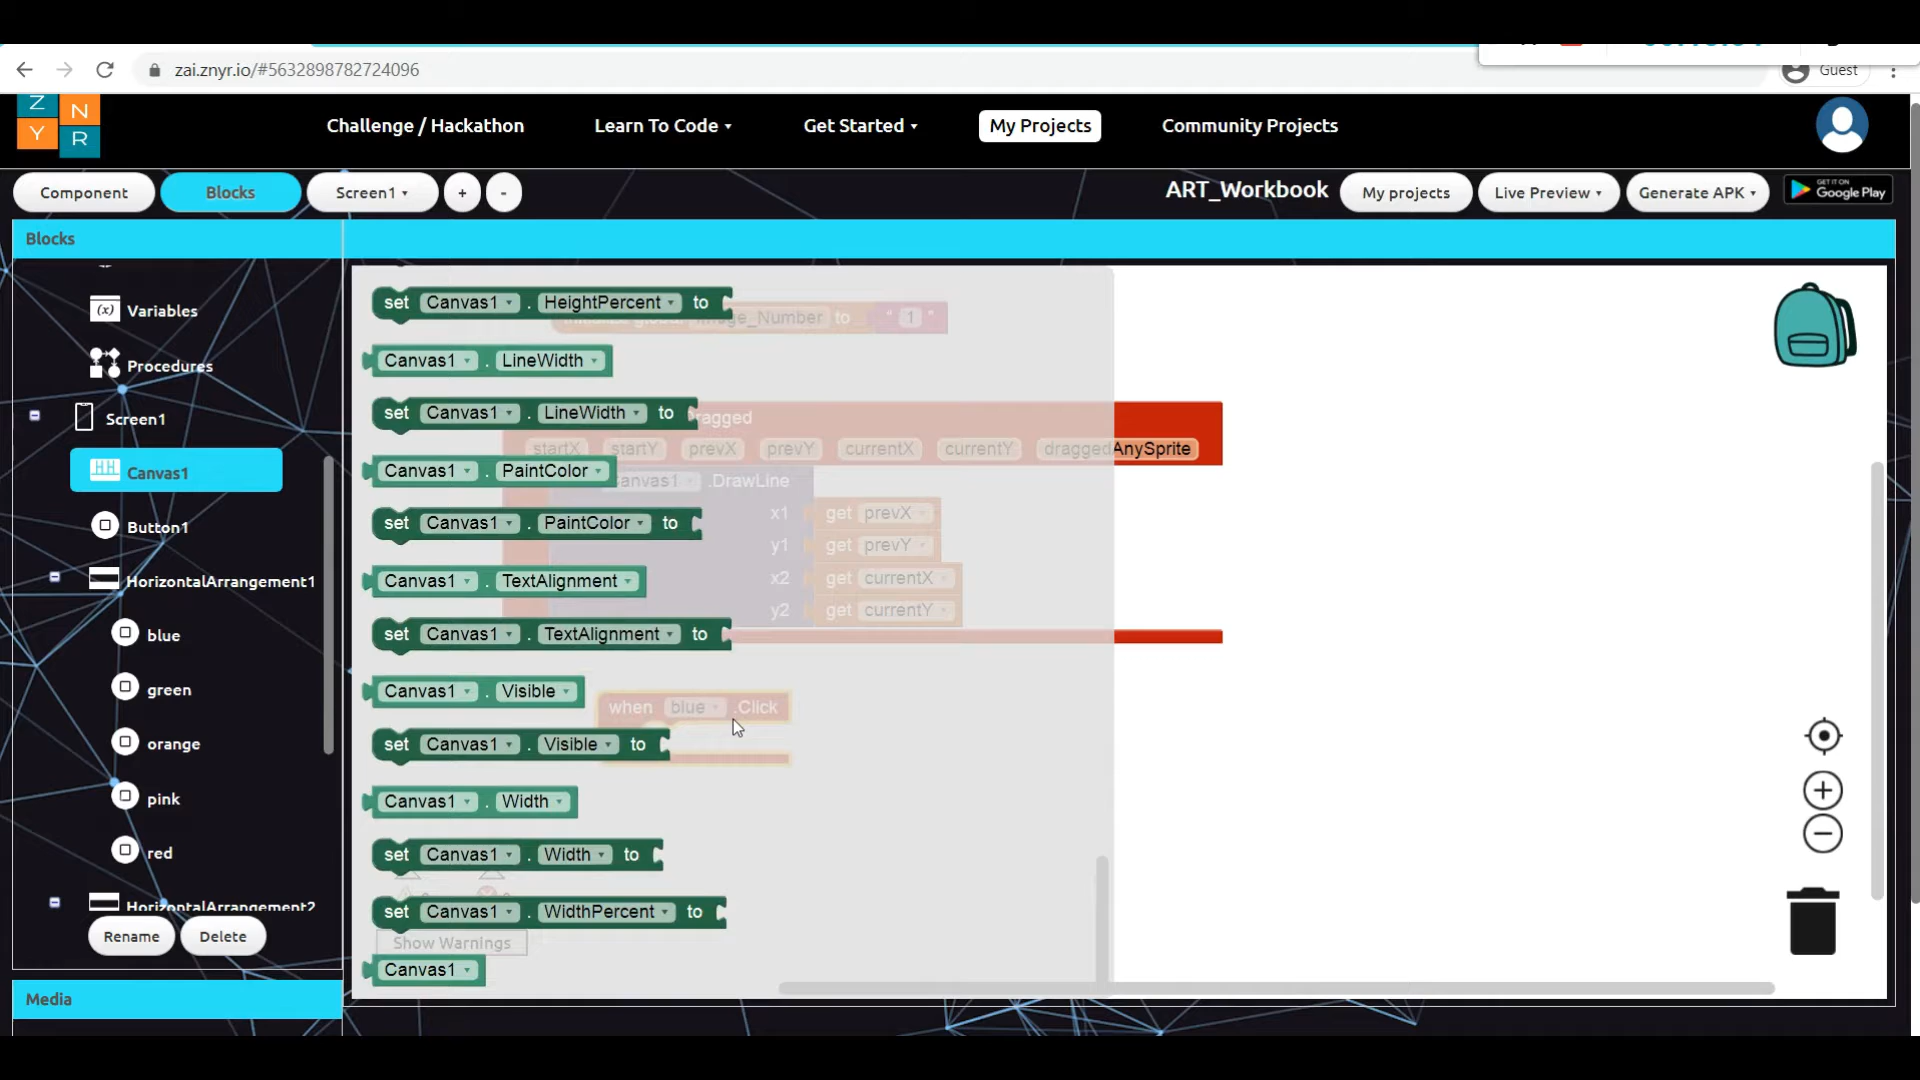 zai.znyr.io/#5632898782724096
Guest
Z N
Y R
Challenge / Hackathon
Learn To Code
Get Started
My Projects
Community Projects
Component
Blocks
Screen1
+
-
ART_Workbook
My projects
Live Preview
Generate APK
GET IT ON
Google Play
Blocks
Variables
Procedures
Screen1
Canvas1
Button1
HorizontalArrangement1
blue
green
orange
pink
red
HorizontalArrangement2
Rename
Delete
Media
set Canvas1 . HeightPercent to
Canvas1 . LineWidth
set Canvas1 . LineWidth to
Canvas1 . PaintColor
set Canvas1 . PaintColor to
Canvas1 . TextAlignment
set Canvas1 . TextAlignment to
Canvas1 . Visible
set Canvas1 . Visible to
Canvas1 . Width
set Canvas1 . Width to
set Canvas1 . WidthPercent to
Canvas1
to " 1 "
startX startY prevX prevY currentX currentY draggedAnySprite
.DrawLine
x1 get prevX
y1 get prevY
x2 get currentX
y2 get currentY
when blue .Click
Show Warnings